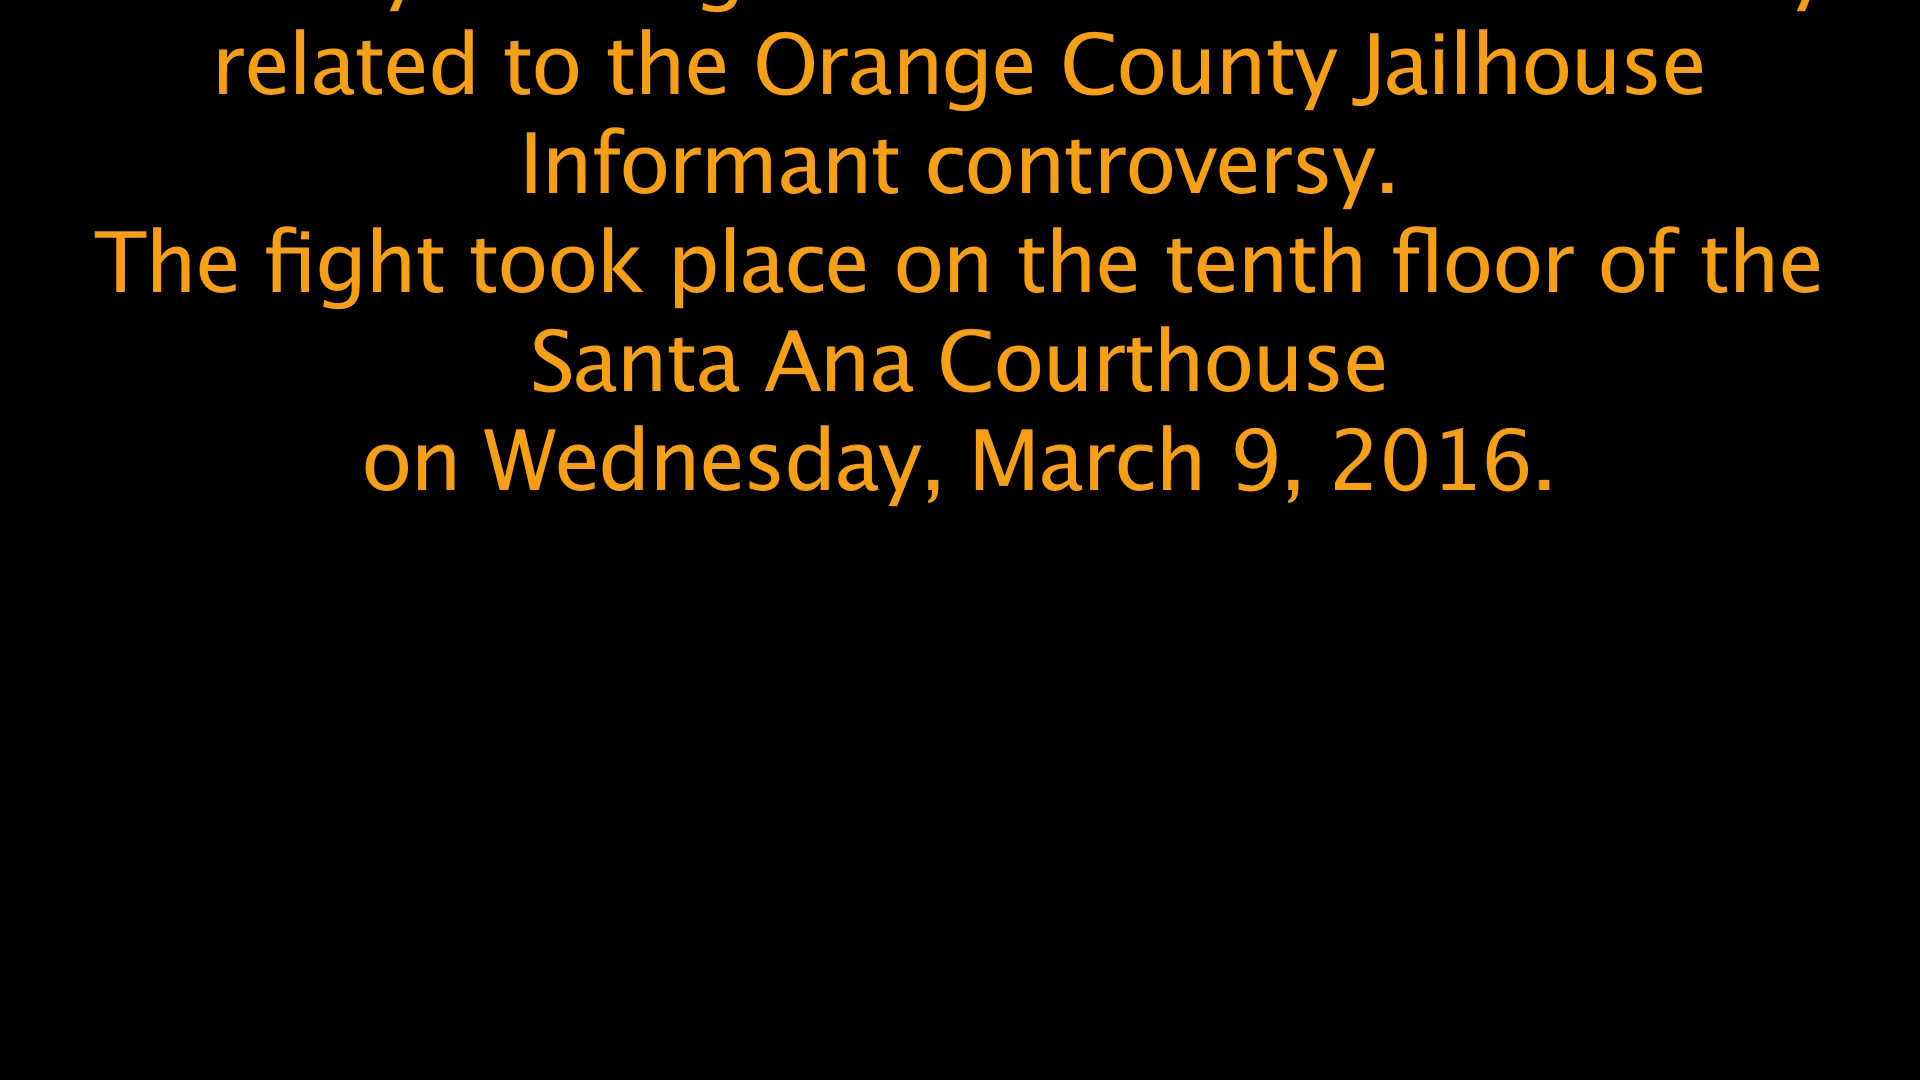 related to the Orange County Jailhouse
Informant controversy.
The fight took place on the tenth floor of the
Santa Ana Courthouse
on Wednesday, March 9, 2016.